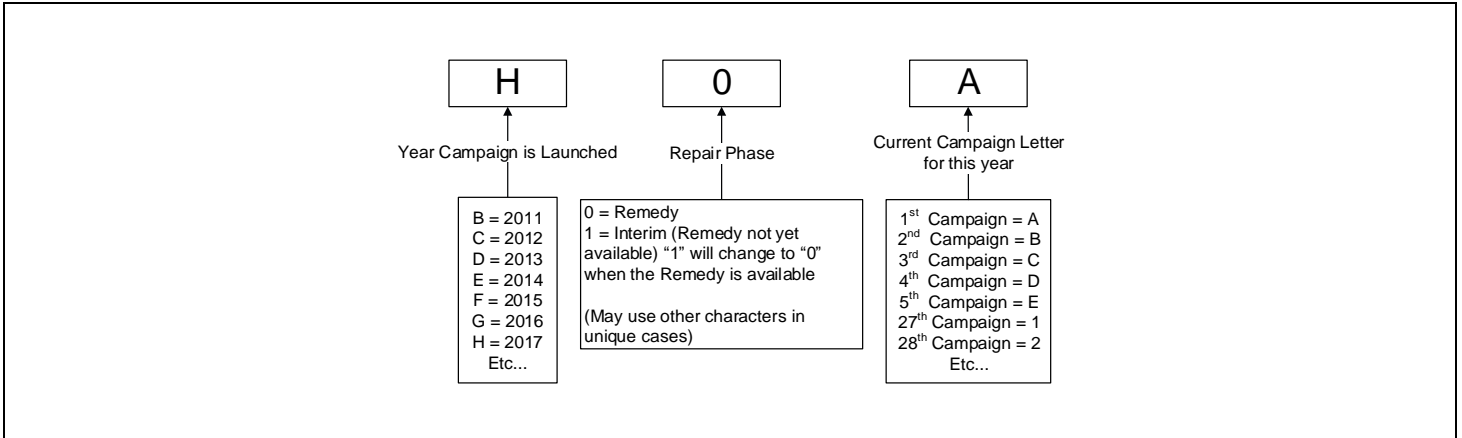 H
0
A
Year Campaign is Launched
Repair Phase
Current Campaign Letter
for this year
B = 2011
C = 2012
D = 2013
E = 2014
F = 2015
G = 2016
H = 2017
Etc...
0 = Remedy
1 = Interim (Remedy not yet
available) “1” will change to “0”
when the Remedy is available
(May use other characters in
unique cases)
1st Campaign = A
2nd Campaign = B
3rd Campaign = C
4th Campaign = D
5th Campaign = E
27th Campaign = 1
28th Campaign = 2
Etc...